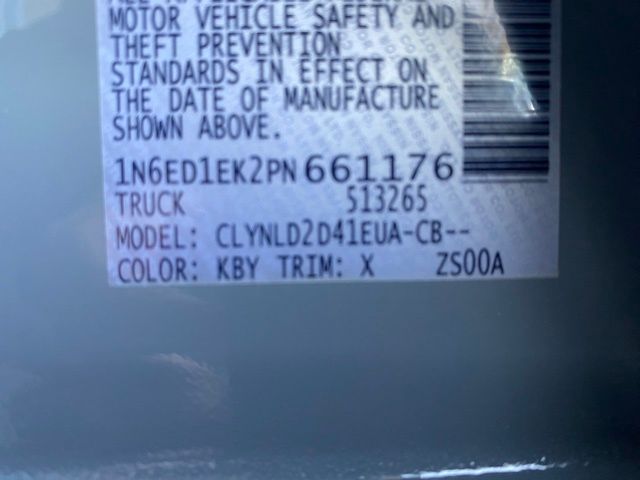 MOTOR VEHICLE SAFETY AND
THEFT PREVENTION
STANDARDS IN EFFECT ON
THE DATE OF MANUFACTURE
SHOWN ABOVE.
1N6ED1EK2PN661176
TRUCK 513265
MODEL: CLYNLD2D41EUA-CB--
COLOR: KBY TRIM: X ZS00A